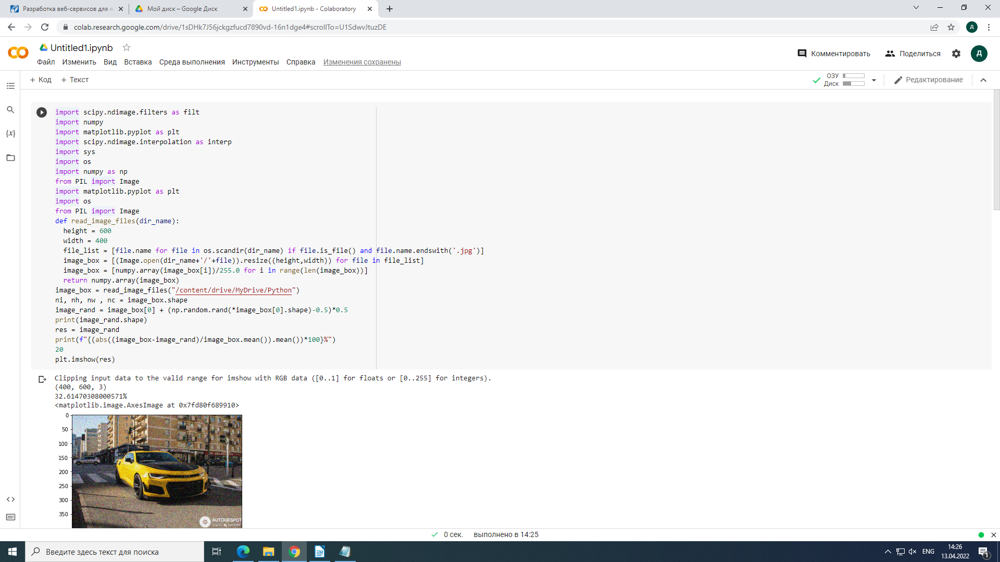 Разработка веб-сервисов для н
Мой диск – Google Диск
Untitled1.ipynb - Colaboratory
colab.research.google.com/drive/1sDHk7J56jckgzfucd7890vd-16n1dge4#scrollTo=U1SdwvJtuzDE
Д
Untitled1.ipynb
Комментировать
Поделиться
Д
Файл Изменить Вид Вставка Среда выполнения Инструменты Справка Изменения сохранены
+ Код + Текст
ОЗУ
Диск
Редактирование
{x}
import scipy.ndimage.filters as filt
import numpy
import matplotlib.pyplot as plt
import scipy.ndimage.interpolation as interp
import sys
import os
import numpy as np
from PIL import Image
import matplotlib.pyplot as plt
import os
from PIL import Image
def read_image_files(dir_name):
  height = 600
  width = 400
  file_list = [file.name for file in os.scandir(dir_name) if file.is_file() and file.name.endswith('.jpg')]
  image_box = [(Image.open(dir_name+'/'+file)).resize((height,width)) for file in file_list]
  image_box = [numpy.array(image_box[i])/255.0 for i in range(len(image_box))]
  return numpy.array(image_box)
image_box = read_image_files("/content/drive/MyDrive/Python")
ni, nh, nw , nc = image_box.shape
image_rand = image_box[0] + (np.random.rand(*image_box[0].shape)-0.5)*0.5
print(image_rand.shape)
res = image_rand
print(f"{(abs((image_box-image_rand)/image_box.mean()).mean())*100}%")
20
plt.imshow(res)
Clipping input data to the valid range for imshow with RGB data ([0..1] for floats or [0..255] for integers).
(400, 600, 3)
32.61470308000571%
<matplotlib.image.AxesImage at 0x7fd80f689910>
0
50
100
150
200
250
300
350
AUTOGESPOT
0 сек. выполнено в 14:25
Введите здесь текст для поиска
ENG
14:26
13.04.2022
1